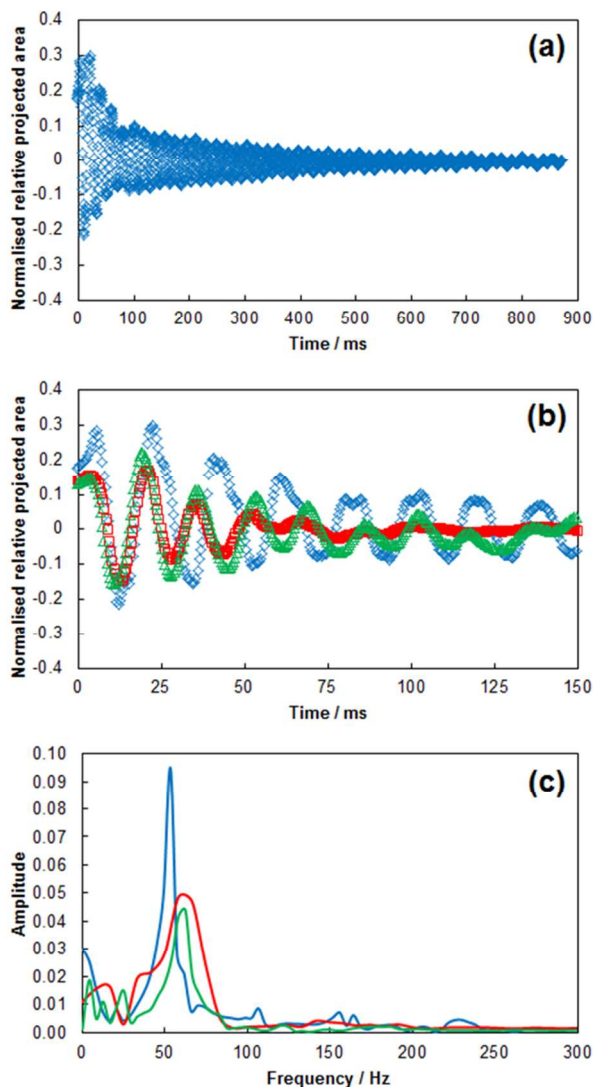 (a)
Normalised relative projected area
0.4
0.3
0.2
0.1
0
-0.1
-0.2
-0.3
-0.4
0 100 200 300 400 500 600 700 800 900
Time / ms
(b)
Normalised relative projected area
0.4
0.3
0.2
0.1
0
-0.1
-0.2
-0.3
-0.4
0 25 50 75 100 125 150
Time / ms
(c)
Amplitude
0.10
0.09
0.08
0.07
0.06
0.05
0.04
0.03
0.02
0.01
0.00
0 50 100 150 200 250 300
Frequency / Hz